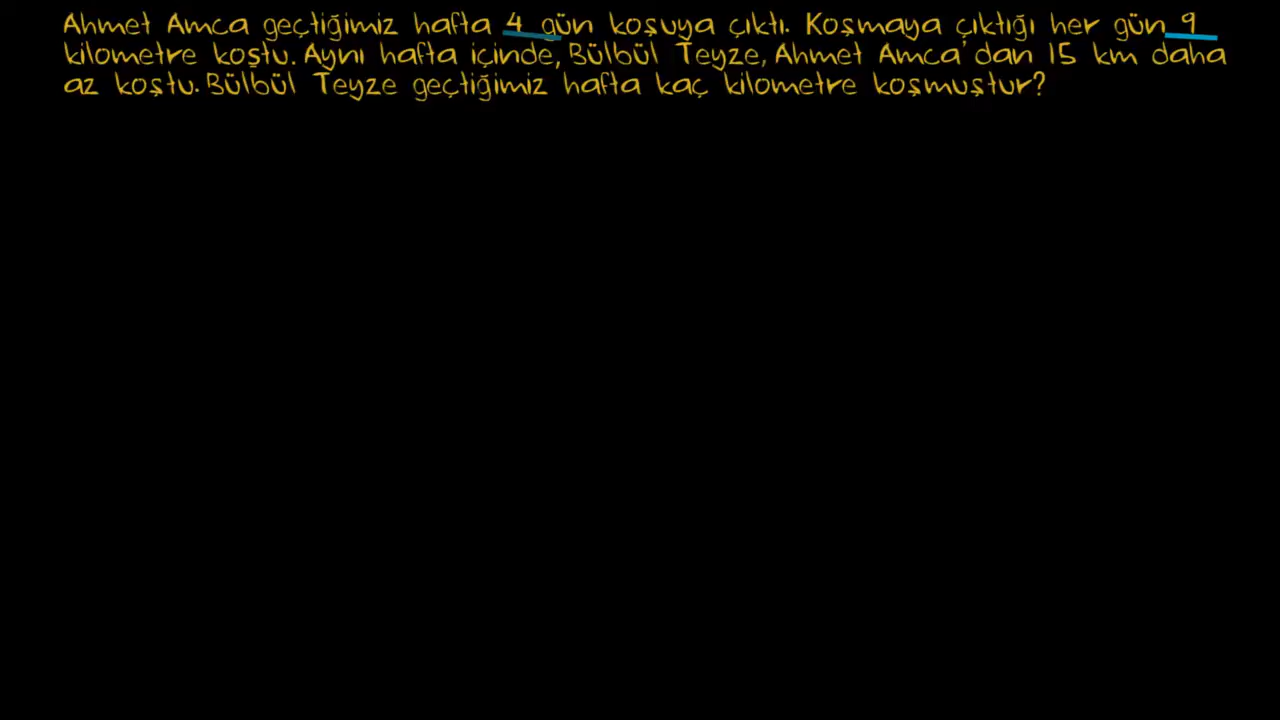 Ahmet Amca geçtiğimiz hafta 4 gün koşuya çıktı. Koşmaya çıktığı her gün 9
kilometre koştu. Aynı hafta içinde, Bülbül Teyze, Ahmet Amca'dan 15 km daha
az koştu. Bülbül Teyze geçtiğimiz hafta kaç kilometre koşmuştur?